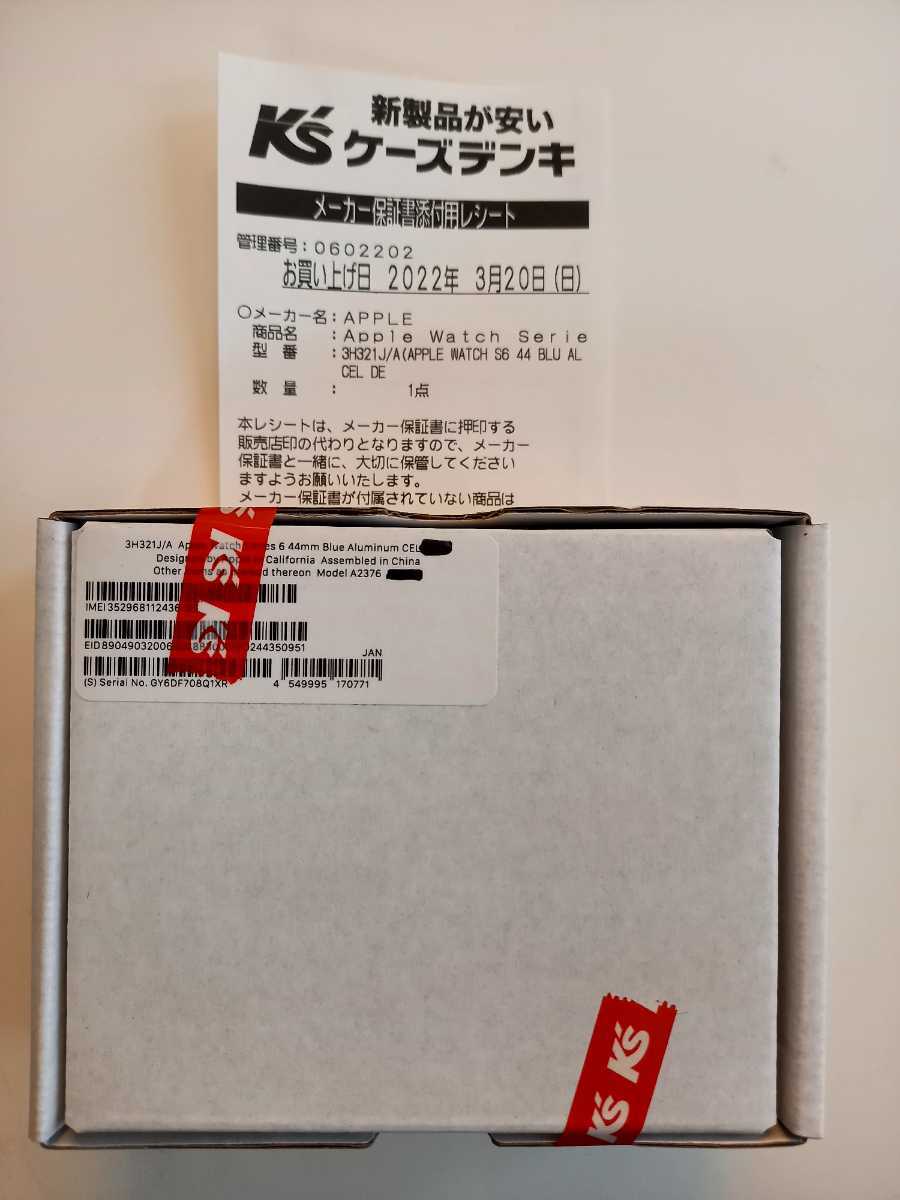 新製品が安い
K's ケーズデンキ
メーカー保証書添付用レシート
管理番号：0602202
お買い上げ日 2022年 3月20日(日)
○メーカー名：APPLE
商品名 ：Apple Watch Serie
型番 ：3H321J/A(APPLE WATCH S6 44 BLU AL
CEL DE
数量 ： 1点
本レシートは、メーカー保証書に押印する
販売店印の代わりとなりますので、メーカー
保証書と一緒に、大切に保管してください
ますようお願いいたします。
メーカー保証書が付属されていない商品は
3H321J/A 6 44mm Blue Aluminum CEL
California Assembled in China
Other thereon Model A2376
IMEI
EID
JAN
(S) Serial No. GY6DF708Q1XR 4 549995 170771
K's K's K's
K's K's